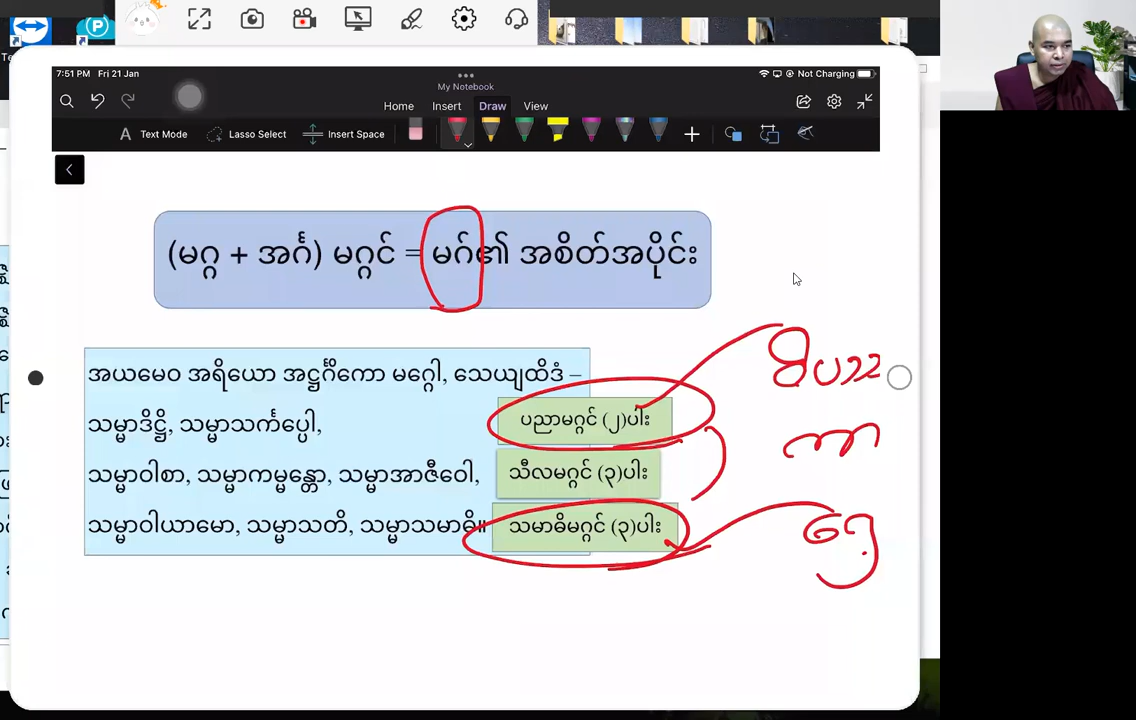 7:51 PM Fri 21 Jan
Not Charging
My Notebook
Home Insert Draw View
Text Mode Lasso Select Insert Space
(မဂ္ဂ + အင်္ဂ) မဂ္ဂင် = မဂ်၏ အစိတ်အပိုင်း
အယမေဝ အရိယော အဋ္ဌင်္ဂိကော မဂ္ဂေါ, သေယျထိဒံ –
သမ္မာဒိဋ္ဌိ, သမ္မာသင်္ကပ္ပေါ, ပညာမဂ္ဂင် (၂)ပါး
သမ္မာဝါစာ, သမ္မာကမ္မန္တော, သမ္မာအာဇီဝေါ, သီလမဂ္ဂင် (၃)ပါး
သမ္မာဝါယာမော, သမ္မာသတိ, သမ္မာသမာဓိ။ သမာဓိမဂ္ဂင် (၃)ပါး